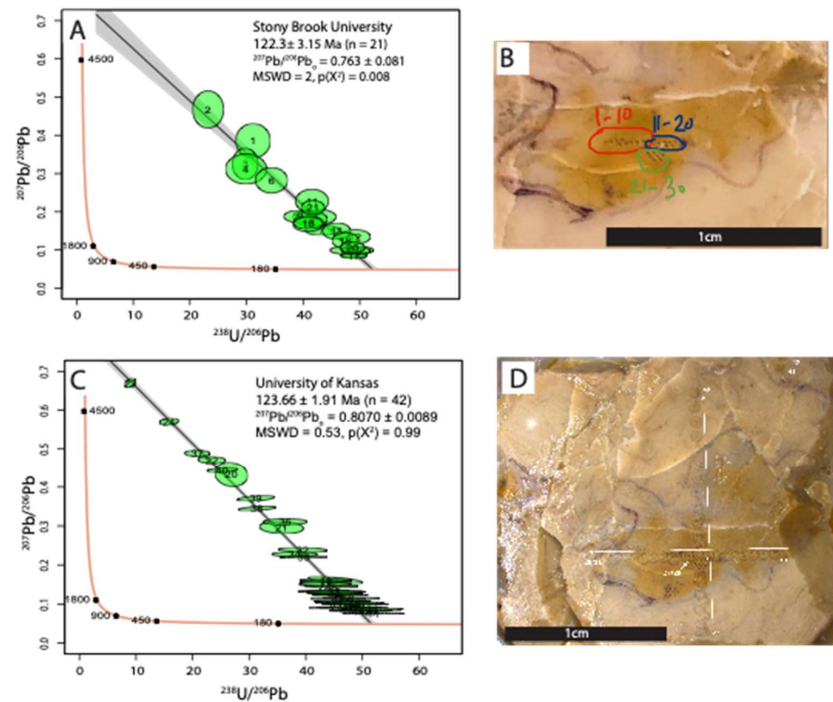 A
Stony Brook University
122.3± 3.15 Ma (n = 21)
²⁰⁷Pb/²⁰⁶Pbₒ = 0.763 ± 0.081
MSWD = 2, p(X²) = 0.008
0.7
0.6
0.5
0.4
0.3
0.2
0.1
0.0
²⁰⁷Pb/²⁰⁶Pb
4500
1800
900
450
180
2
1
4
6
21
0
10
20
30
40
50
60
²³⁸U/²⁰⁶Pb
B
1-10
11-20
21-30
1cm
C
University of Kansas
123.66 ± 1.91 Ma (n = 42)
²⁰⁷Pb/²⁰⁶Pbₒ = 0.8070 ± 0.0089
MSWD = 0.53, p(X²) = 0.99
0.7
0.6
0.5
0.4
0.3
0.2
0.1
0.0
²⁰⁷Pb/²⁰⁶Pb
4500
1800
900
450
180
20
0
10
20
30
40
50
60
²³⁸U/²⁰⁶Pb
D
1cm